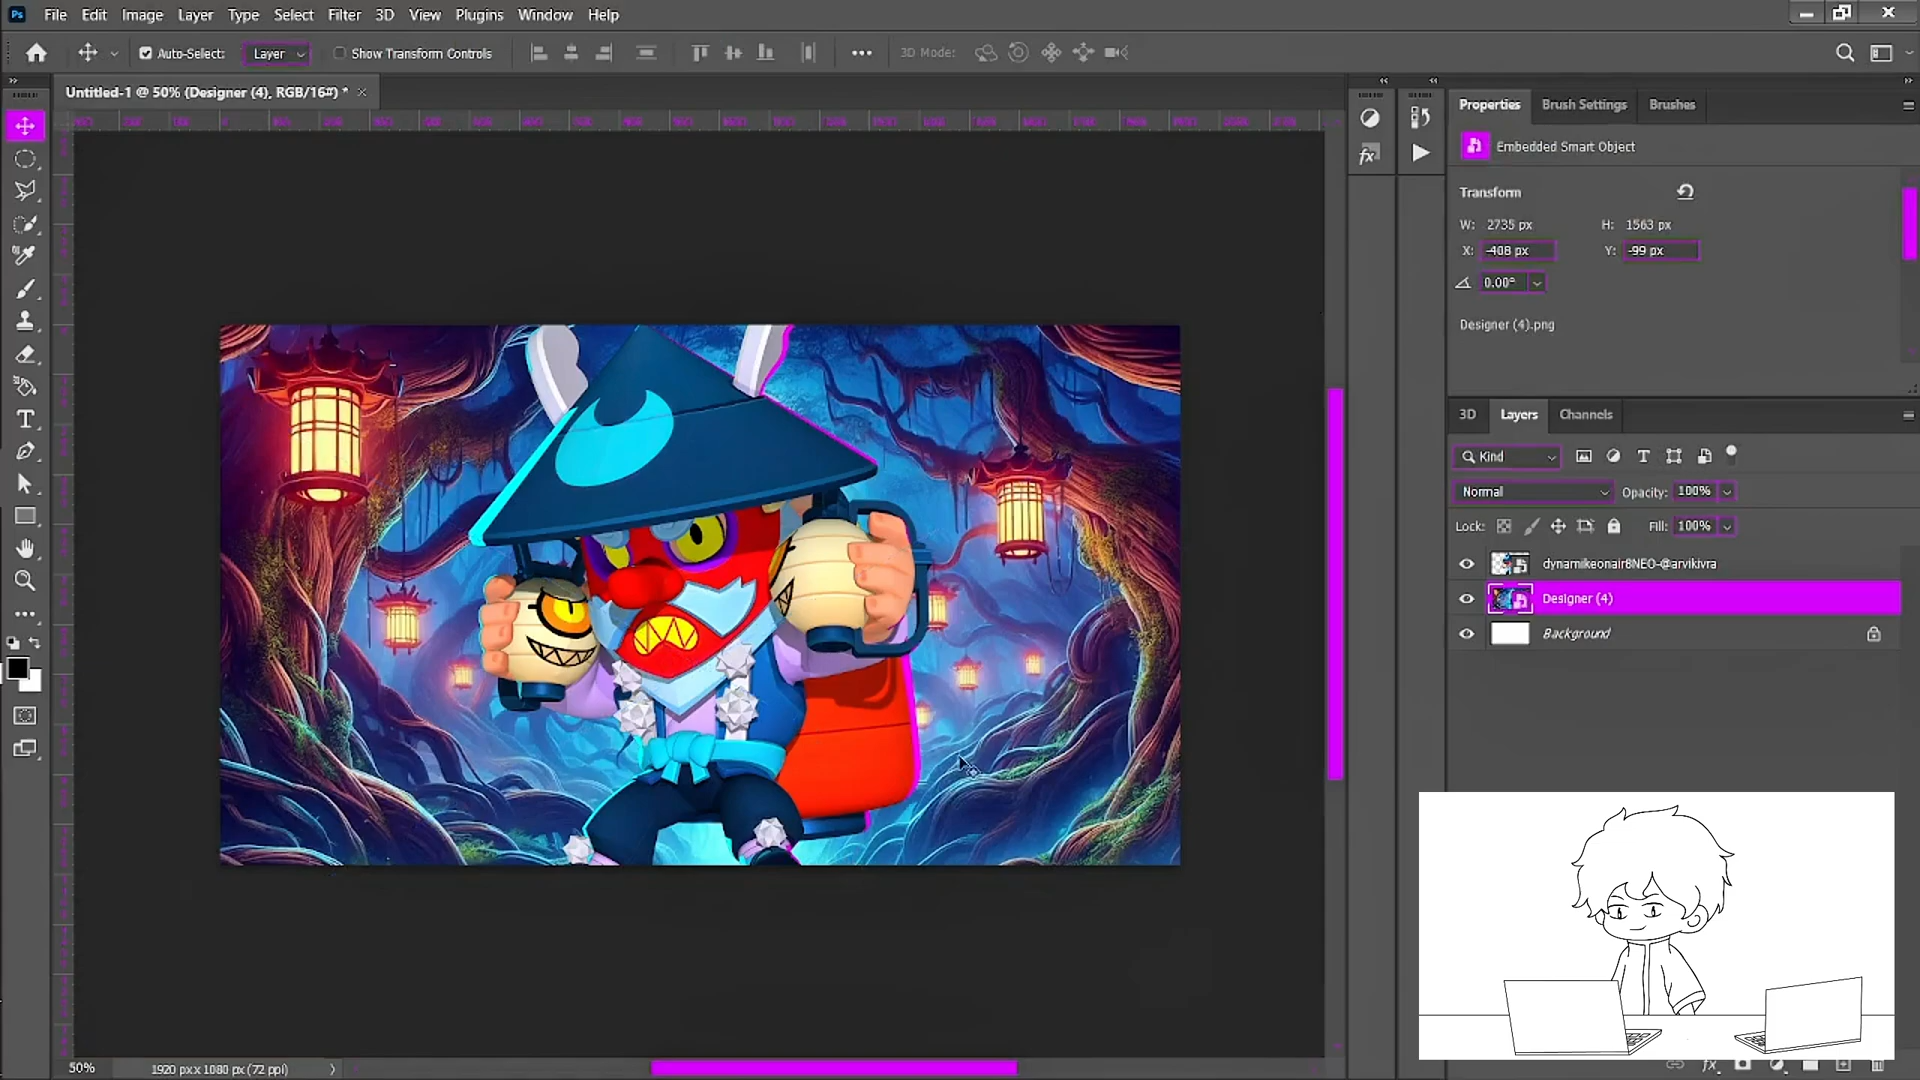 Ps File Edit Image Layer Type Select Filter 3D View Plugins Window Help
Auto-Select: Layer Show Transform Controls 3D Mode:
Untitled-1 @ 50% (Designer (4), RGB/16#) *
Properties Brush Settings Brushes
Embedded Smart Object
Transform
W: 2735 px H: 1563 px
X: -408 px Y: -99 px
0.00°
Designer (4).png
3D Layers Channels
Kind
Normal Opacity: 100%
Lock: Fill: 100%
dynamikeonair8NEO-@arvikivra
Designer (4)
Background
50% 1920 px x 1080 px (72 ppi)